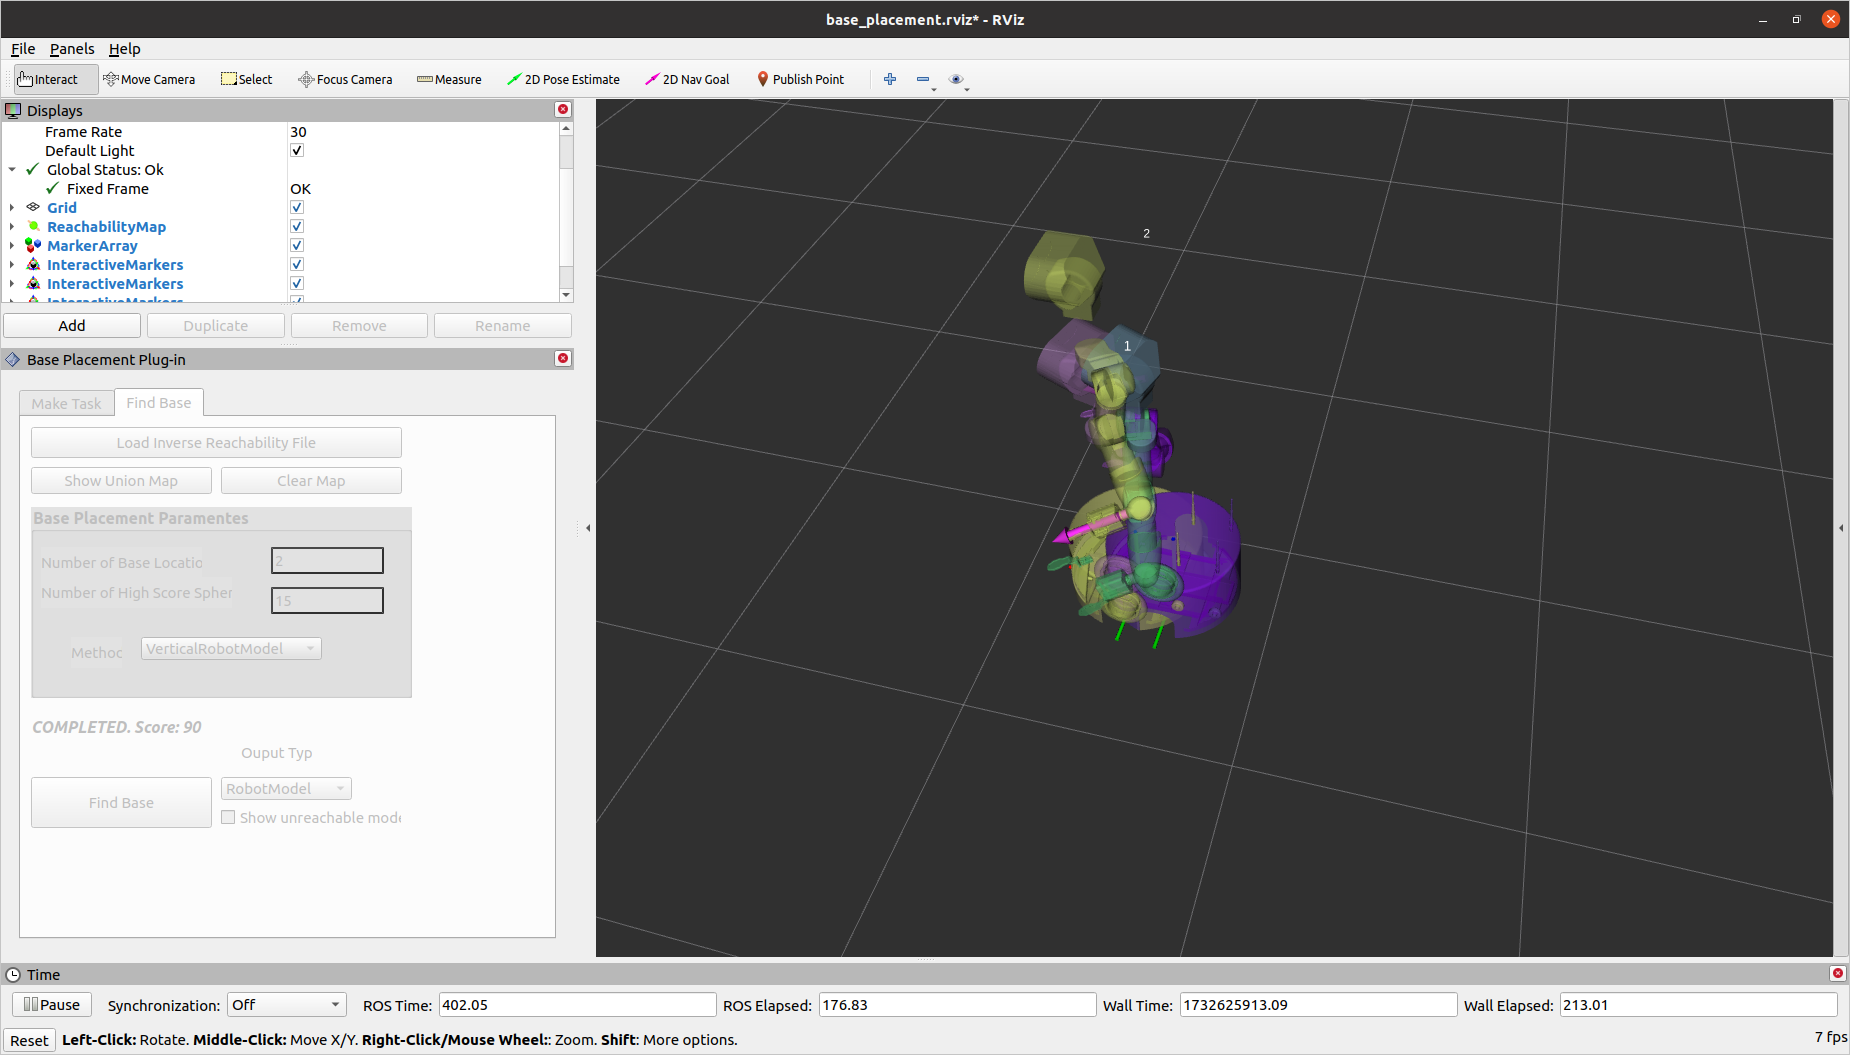 base_placement.rviz* - RViz
File Panels Help
Interact Move Camera Select Focus Camera Measure 2D Pose Estimate 2D Nav Goal Publish Point
Displays
Frame Rate 30
Default Light
Global Status: Ok
Fixed Frame OK
Grid
ReachabilityMap
MarkerArray
InteractiveMarkers
InteractiveMarkers
InteractiveMarkers
Add Duplicate Remove Rename
Base Placement Plug-in
Make Task Find Base
Load Inverse Reachability File
Show Union Map Clear Map
Base Placement Paramentes
Number of Base Locatio 2
Number of High Score Spher 15
Methoc VerticalRobotModel
COMPLETED. Score: 90
Ouput Typ
Find Base RobotModel
Show unreachable mode
2
1
Time
Pause Synchronization: Off ROS Time: 402.05 ROS Elapsed: 176.83 Wall Time: 1732625913.09 Wall Elapsed: 213.01
Reset Left-Click: Rotate. Middle-Click: Move X/Y. Right-Click/Mouse Wheel:: Zoom. Shift: More options. 7 fps